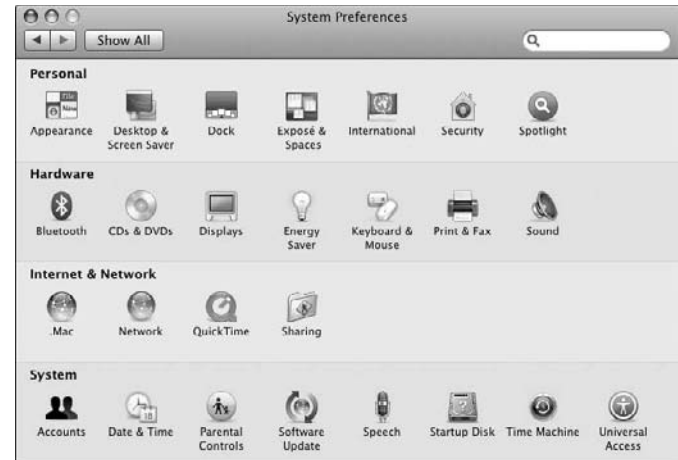 System Preferences
Show All
Personal
Appearance
Desktop &
Screen Saver
Dock
Exposé &
Spaces
International
Security
Spotlight
Hardware
Bluetooth
CDs & DVDs
Displays
Energy
Saver
Keyboard &
Mouse
Print & Fax
Sound
Internet & Network
.Mac
Network
QuickTime
Sharing
System
Accounts
Date & Time
Parental
Controls
Software
Update
Speech
Startup Disk
Time Machine
Universal
Access